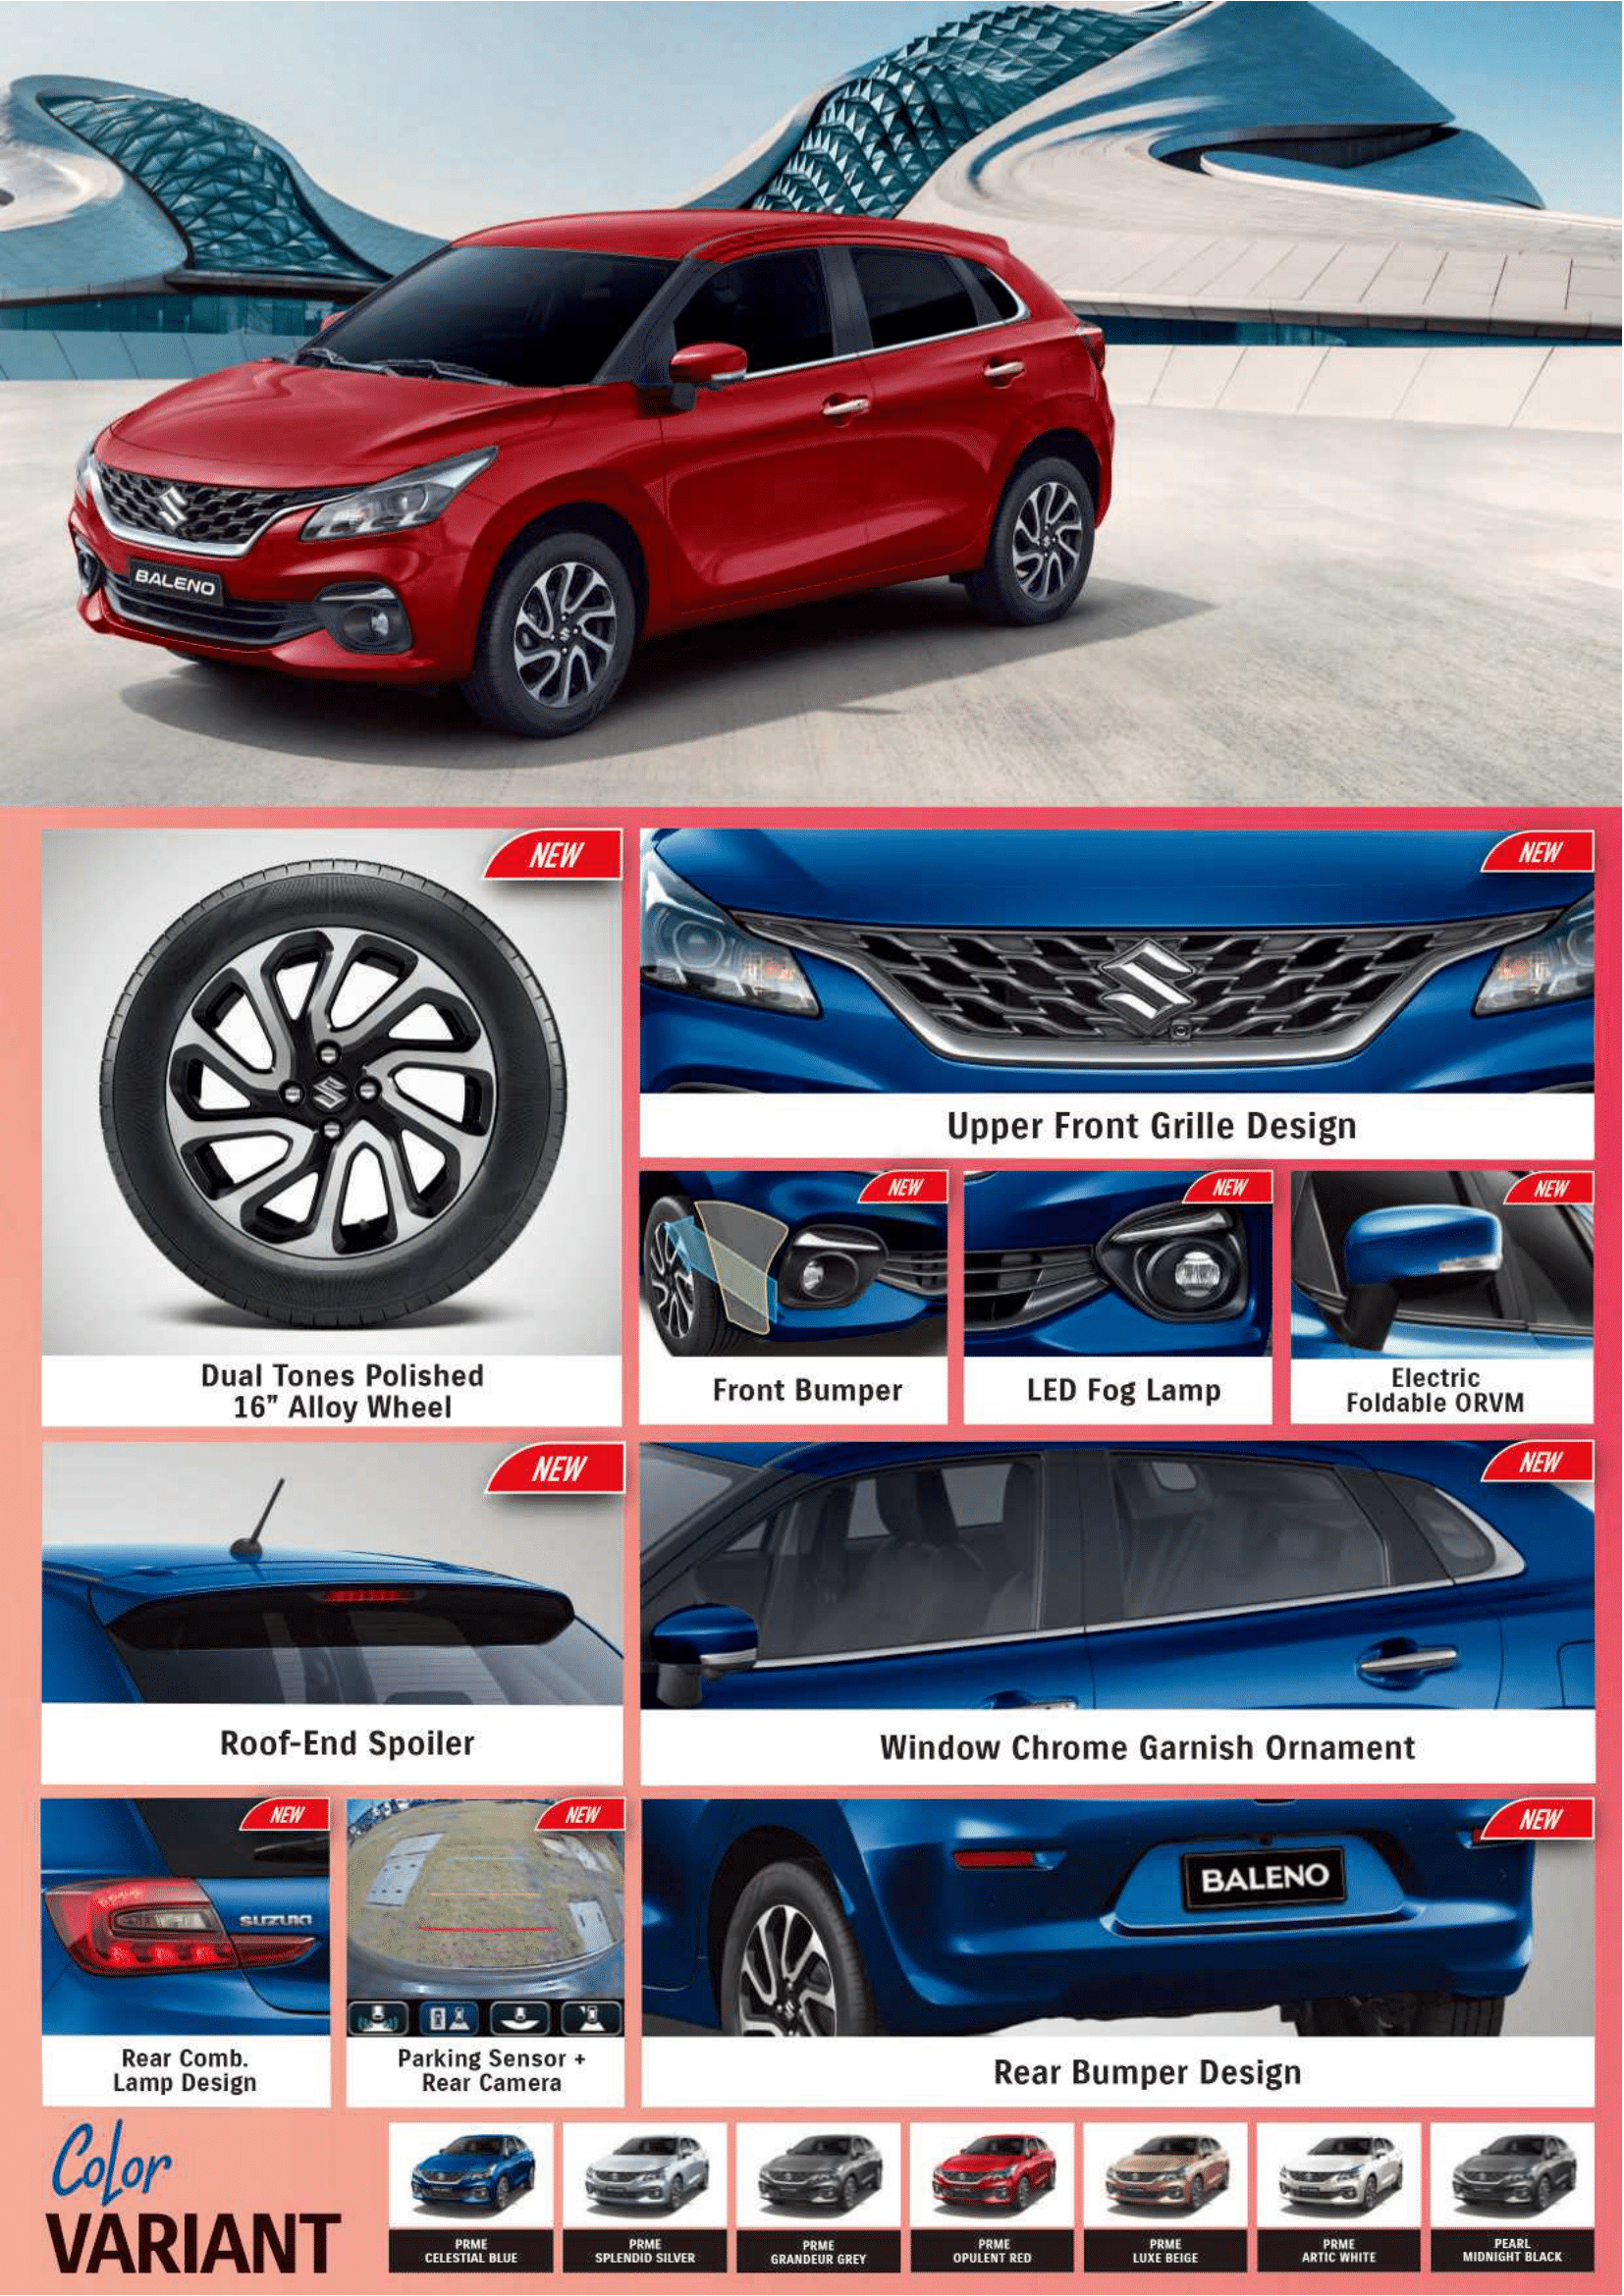 BALENO
NEW
Dual Tones Polished
16” Alloy Wheel
NEW
Upper Front Grille Design
NEW
Front Bumper
NEW
LED Fog Lamp
NEW
Electric
Foldable ORVM
NEW
Roof-End Spoiler
NEW
Window Chrome Garnish Ornament
NEW
SUZUKI
Rear Comb.
Lamp Design
NEW
Parking Sensor +
Rear Camera
NEW
BALENO
Rear Bumper Design
Color
VARIANT
PRME
CELESTIAL BLUE
PRME
SPLENDID SILVER
PRME
GRANDEUR GREY
PRME
OPULENT RED
PRME
LUXE BEIGE
PRME
ARTIC WHITE
PEARL
MIDNIGHT BLACK